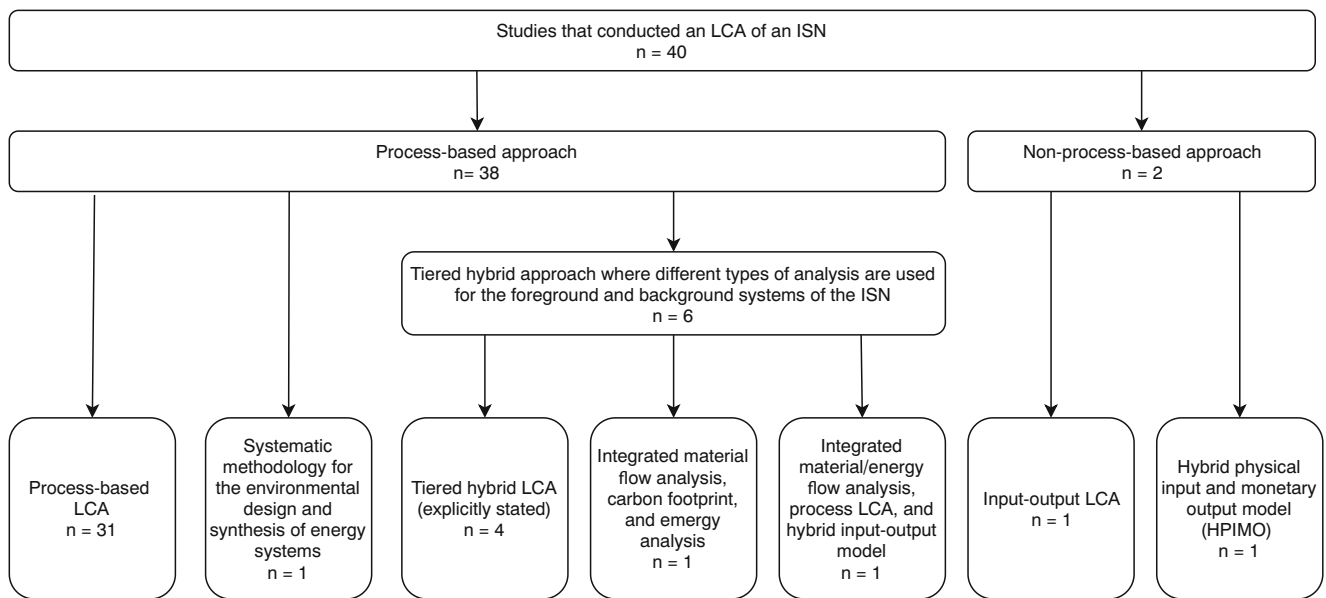 Studies that conducted an LCA of an ISN
n = 40
Process-based approach
n= 38
Non-process-based approach
n = 2
Tiered hybrid approach where different types of analysis are used
for the foreground and background systems of the ISN
n = 6
Process-based
LCA
n = 31
Systematic
methodology for
the environmental
design and
synthesis of energy
systems
n = 1
Tiered hybrid LCA
(explicitly stated)
n = 4
Integrated material
flow analysis,
carbon footprint,
and emergy
analysis
n = 1
Integrated
material/energy
flow analysis,
process LCA, and
hybrid input-output
model
n = 1
Input-output LCA
n = 1
Hybrid physical
input and monetary
output model
(HPIMO)
n = 1